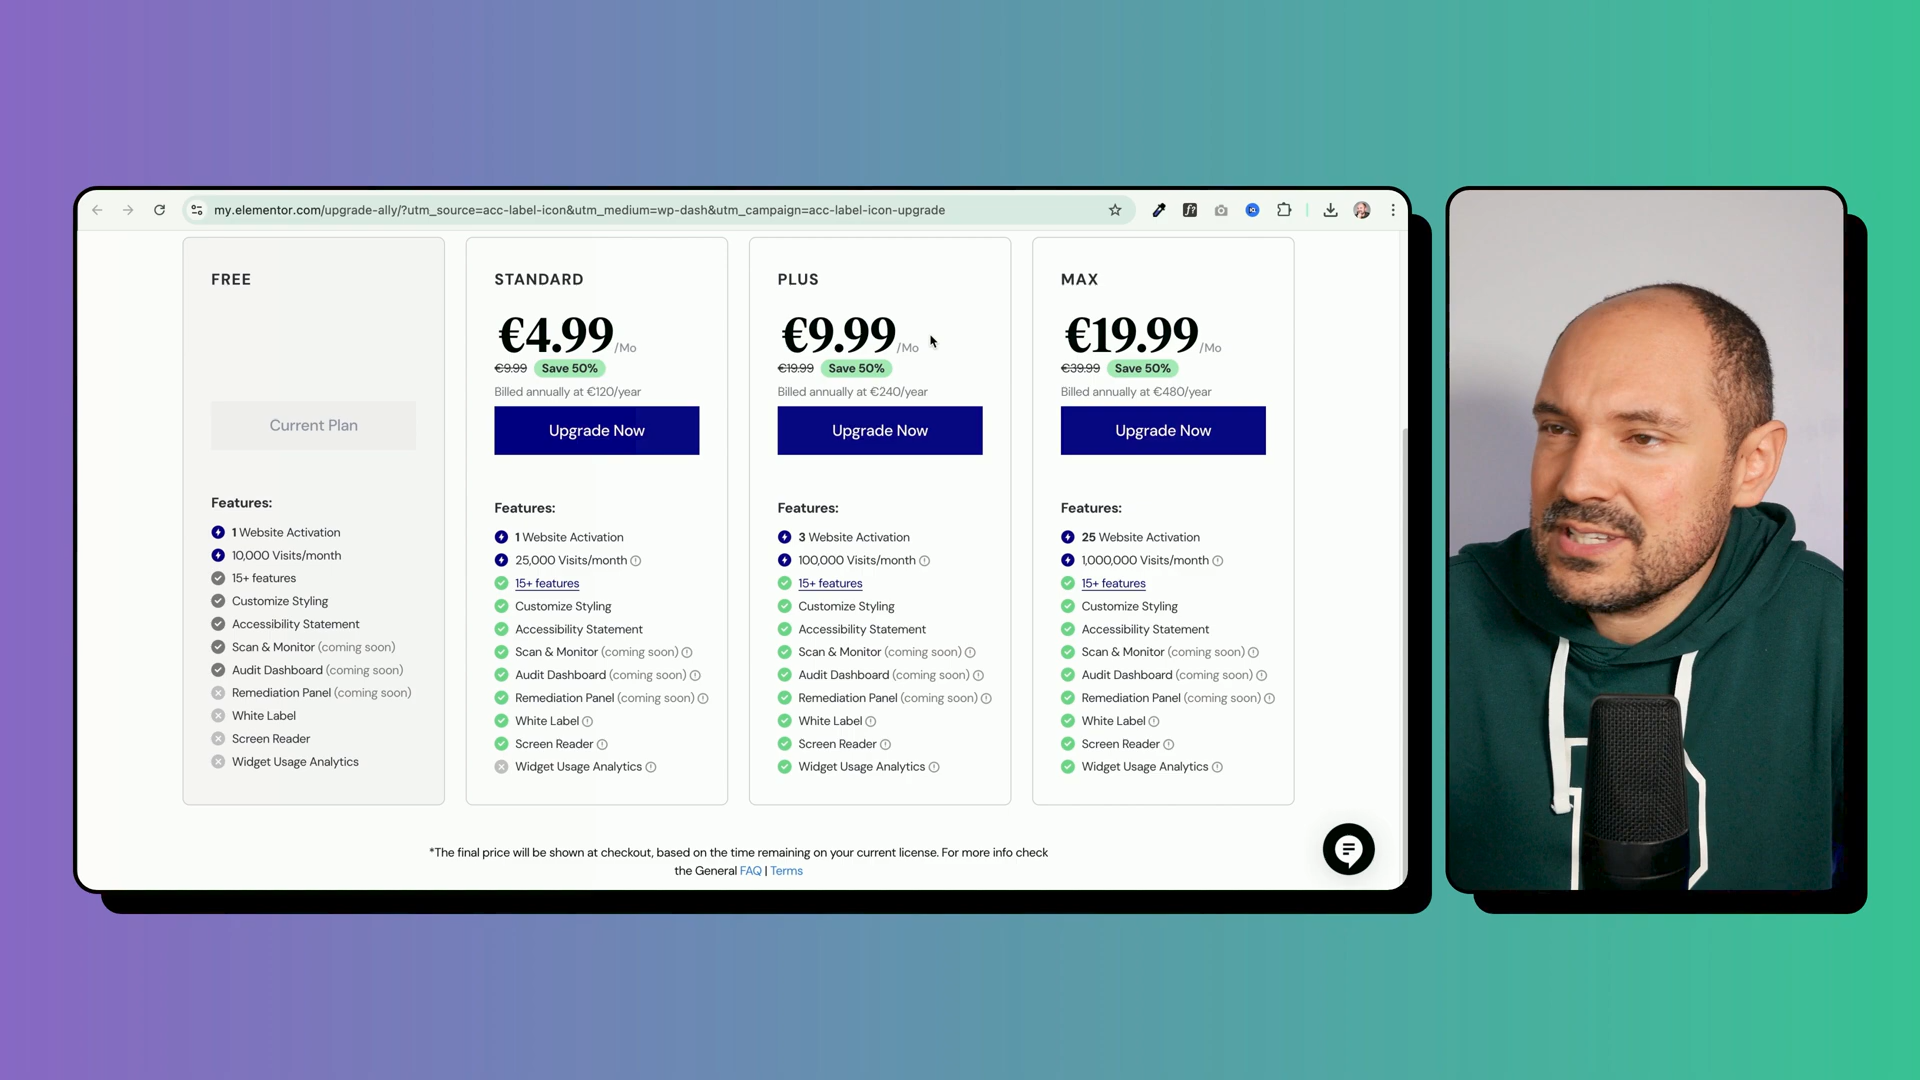 my.elementor.com/upgrade-ally/?utm_source=acc-label-icon&utm_medium=wp-dash&utm_campaign=acc-label-icon-upgrade
FREE
Current Plan
Features:
1 Website Activation
10,000 Visits/month
15+ features
Customize Styling
Accessibility Statement
Scan & Monitor (coming soon)
Audit Dashboard (coming soon)
Remediation Panel (coming soon)
White Label
Screen Reader
Widget Usage Analytics
STANDARD
€4.99/Mo
€9.99 Save 50%
Billed annually at €120/year
Upgrade Now
Features:
1 Website Activation
25,000 Visits/month
15+ features
Customize Styling
Accessibility Statement
Scan & Monitor (coming soon)
Audit Dashboard (coming soon)
Remediation Panel (coming soon)
White Label
Screen Reader
Widget Usage Analytics
PLUS
€9.99/Mo
€19.99 Save 50%
Billed annually at €240/year
Upgrade Now
Features:
3 Website Activation
100,000 Visits/month
15+ features
Customize Styling
Accessibility Statement
Scan & Monitor (coming soon)
Audit Dashboard (coming soon)
Remediation Panel (coming soon)
White Label
Screen Reader
Widget Usage Analytics
MAX
€19.99/Mo
€39.99 Save 50%
Billed annually at €480/year
Upgrade Now
Features:
25 Website Activation
1,000,000 Visits/month
15+ features
Customize Styling
Accessibility Statement
Scan & Monitor (coming soon)
Audit Dashboard (coming soon)
Remediation Panel (coming soon)
White Label
Screen Reader
Widget Usage Analytics
*The final price will be shown at checkout, based on the time remaining on your current license. For more info check
the General FAQ | Terms